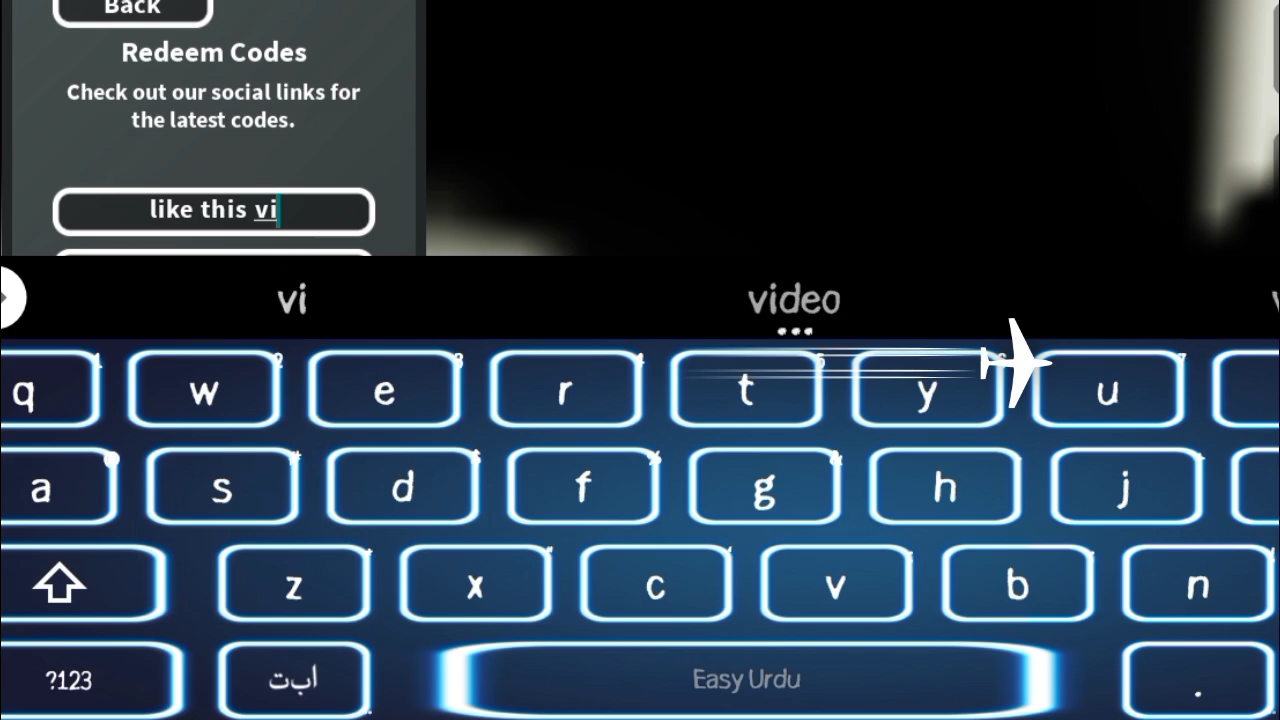 Back
Redeem Codes
Check out our social links for
the latest codes.
like this vi
vi video
q w e r t y u
a s d f g h j
z x c v b n
?123 ابت Easy Urdu .